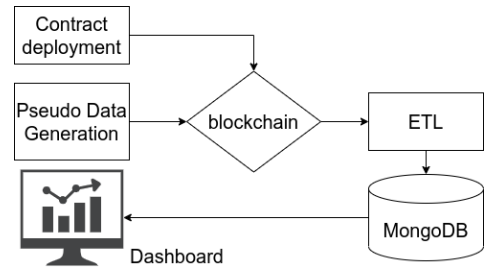 Contract
deployment
Pseudo Data
Generation
blockchain
ETL
MongoDB
Dashboard